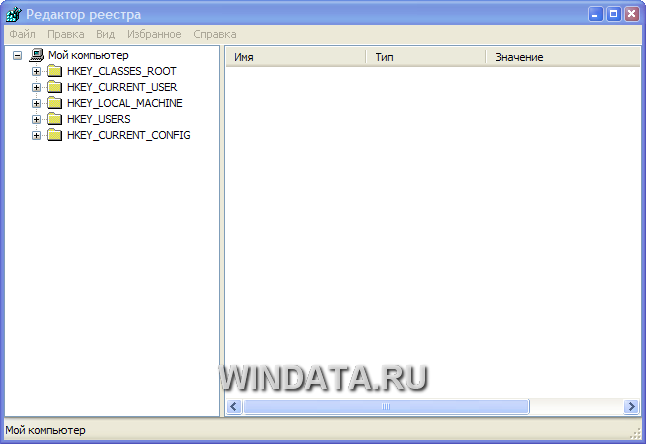 Редактор реестра
Файл Правка Вид Избранное Справка
Мой компьютер
HKEY_CLASSES_ROOT
HKEY_CURRENT_USER
HKEY_LOCAL_MACHINE
HKEY_USERS
HKEY_CURRENT_CONFIG
Имя Тип Значение
WINDATA.RU
Мой компьютер